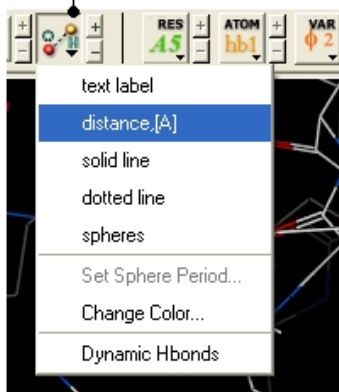 + H + RES + ATOM + VAR
- - A5 - hb1 - ϕ 2
text label
distance,[A]
solid line
dotted line
spheres
Set Sphere Period...
Change Color...
Dynamic Hbonds